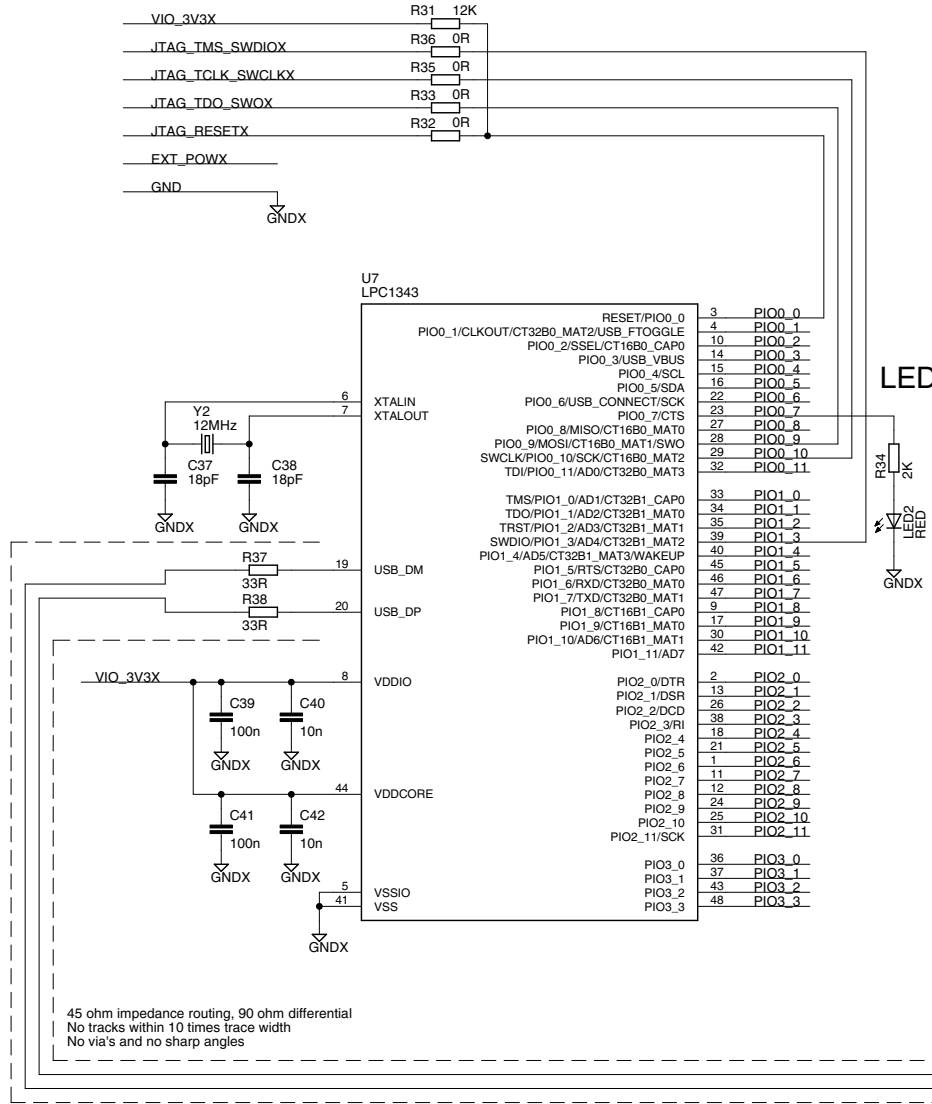 VIO_3V3X R31 12K
JTAG_TMS_SWDIOX R36 0R
JTAG_TCLK_SWCLKX R35 0R
JTAG_TDO_SWOX R33 0R
JTAG_RESETX R32 0R
EXT_POWX
GND
GNDX
U7
LPC1343
RESET/PIO0_0 3 PIO0_0
PIO0_1/CLKOUT/CT32B0_MAT2/USB_FTOGGLE 4 PIO0_1
PIO0_2/SSEL/CT16B0_CAP0 10 PIO0_2
PIO0_3/USB_VBUS 14 PIO0_3
PIO0_4/SCL 15 PIO0_4
PIO0_5/SDA 16 PIO0_5
PIO0_6/USB_CONNECT/SCK 22 PIO0_6
PIO0_7/CTS 23 PIO0_7
PIO0_8/MISO/CT16B0_MAT0 27 PIO0_8
PIO0_9/MOSI/CT16B0_MAT1/SWO 28 PIO0_9
SWCLK/PIO0_10/SCK/CT16B0_MAT2 29 PIO0_10
TDI/PIO0_11/AD0/CT32B0_MAT3 32 PIO0_11
LED
R34
2K
LED2
RED
GNDX
6 XTALIN
7 XTALOUT
Y2
12MHz
C37
18pF
C38
18pF
GNDX
GNDX
TMS/PIO1_0/AD1/CT32B1_CAP0 33 PIO1_0
TDO/PIO1_1/AD2/CT32B1_MAT0 34 PIO1_1
TRST/PIO1_2/AD3/CT32B1_MAT1 35 PIO1_2
SWDIO/PIO1_3/AD4/CT32B1_MAT2 39 PIO1_3
PIO1_4/AD5/CT32B1_MAT3/WAKEUP 40 PIO1_4
PIO1_5/RTS/CT32B0_CAP0 45 PIO1_5
PIO1_6/RXD/CT32B0_MAT0 46 PIO1_6
PIO1_7/TXD/CT32B0_MAT1 47 PIO1_7
PIO1_8/CT16B1_CAP0 9 PIO1_8
PIO1_9/CT16B1_MAT0 17 PIO1_9
PIO1_10/AD6/CT16B1_MAT1 30 PIO1_10
PIO1_11/AD7 42 PIO1_11
R37
33R
19 USB_DM
R38
33R
20 USB_DP
VIO_3V3X
8 VDDIO
C39
100n
C40
10n
GNDX
GNDX
44 VDDCORE
C41
100n
C42
10n
GNDX
GNDX
5 VSSIO
41 VSS
GNDX
PIO2_0/DTR 2 PIO2_0
PIO2_1/DSR 13 PIO2_1
PIO2_2/DCD 26 PIO2_2
PIO2_3/RI 38 PIO2_3
PIO2_4 18 PIO2_4
PIO2_5 21 PIO2_5
PIO2_6 1 PIO2_6
PIO2_7 11 PIO2_7
PIO2_8 12 PIO2_8
PIO2_9 24 PIO2_9
PIO2_10 25 PIO2_10
PIO2_11/SCK 31 PIO2_11
PIO3_0 36 PIO3_0
PIO3_1 37 PIO3_1
PIO3_2 43 PIO3_2
PIO3_3 48 PIO3_3
45 ohm impedance routing, 90 ohm differential
No tracks within 10 times trace width
No via's and no sharp angles